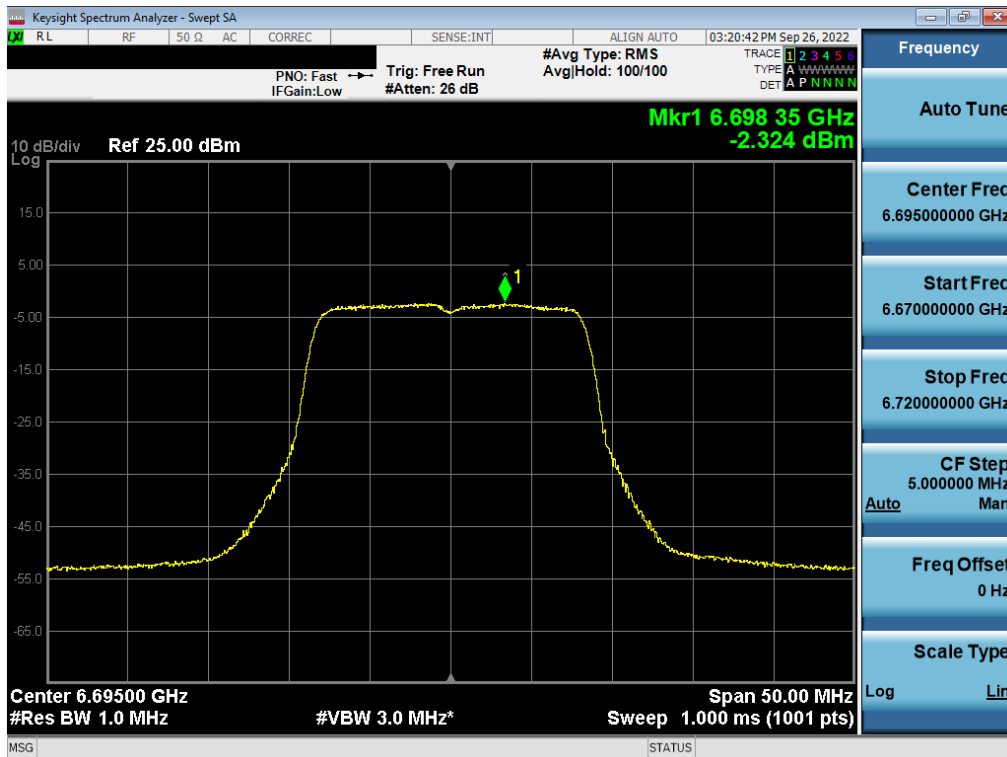 Keysight Spectrum Analyzer - Swept SA
LXI RL RF 50 Ω AC CORREC SENSE:INT ALIGN AUTO 03:20:42 PM Sep 26, 2022
Frequency
PNO: Fast
IFGain:Low
Trig: Free Run
#Atten: 26 dB
#Avg Type: RMS
Avg|Hold: 100/100
TRACE 1 2 3 4 5 6
TYPE A W W W W W
DET A P N N N N
Auto Tune
Mkr1 6.698 35 GHz
-2.324 dBm
10 dB/div Ref 25.00 dBm
Log
15.0
5.00
-5.00
-15.0
-25.0
-35.0
-45.0
-55.0
-65.0
1
Center Freq
6.695000000 GHz
Start Freq
6.670000000 GHz
Stop Freq
6.720000000 GHz
CF Step
5.000000 MHz
Auto Man
Freq Offset
0 Hz
Scale Type
Log Lin
Center 6.69500 GHz Span 50.00 MHz
#Res BW 1.0 MHz #VBW 3.0 MHz* Sweep 1.000 ms (1001 pts)
MSG STATUS